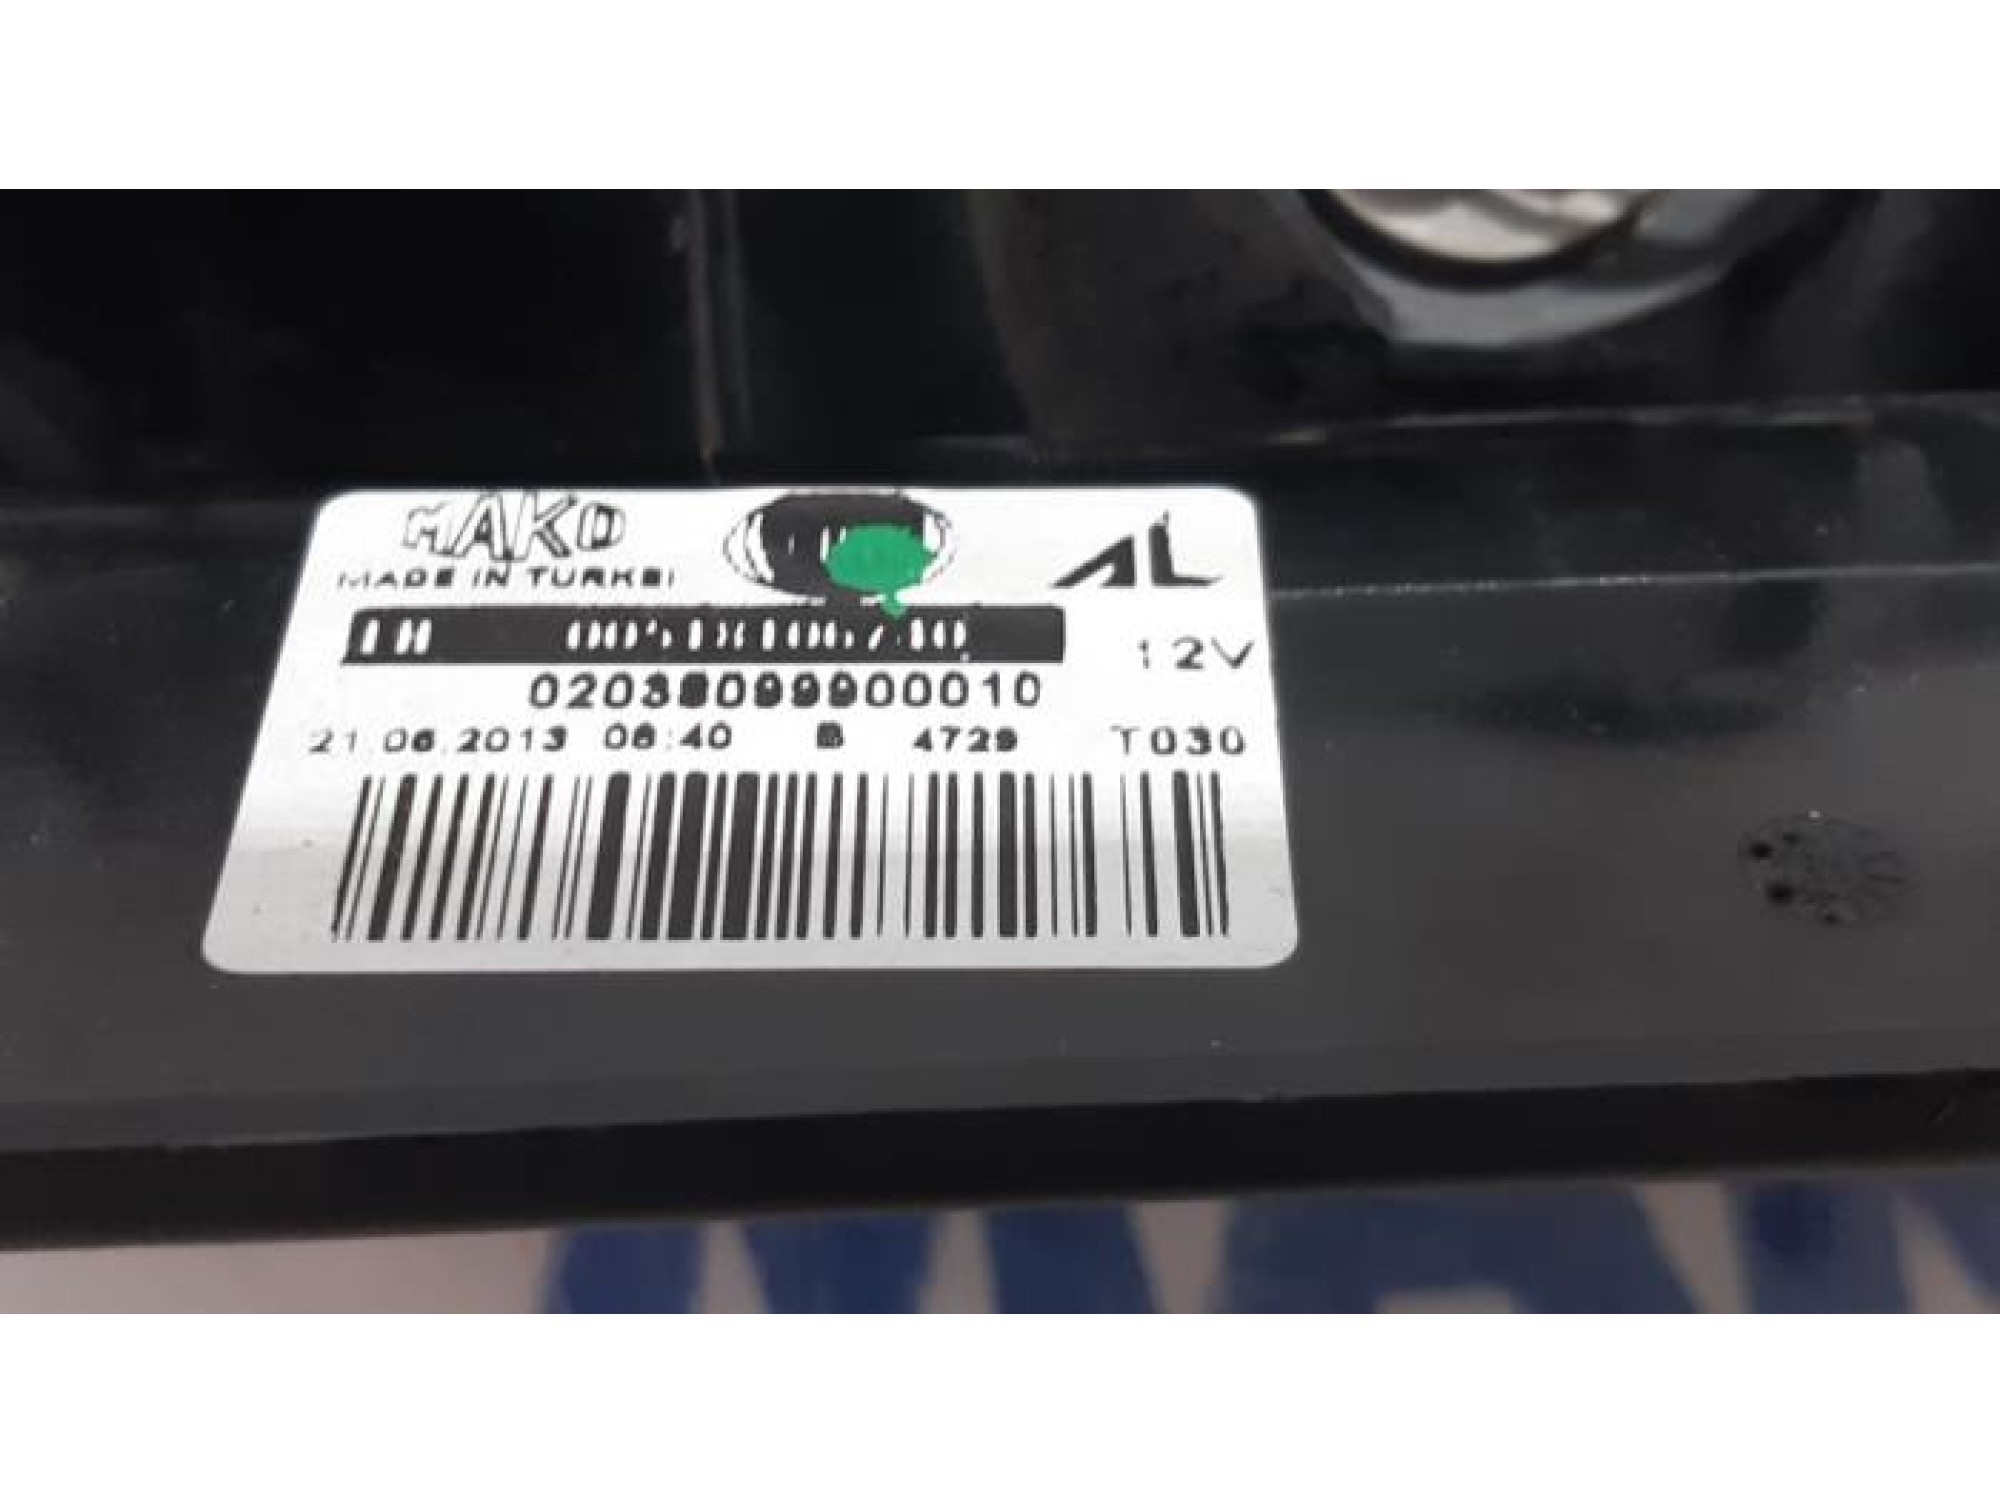 MAKO
MADE IN TURKEI
AL
12V
02038099900010
21.06.2013 06:40 B 4729 T030